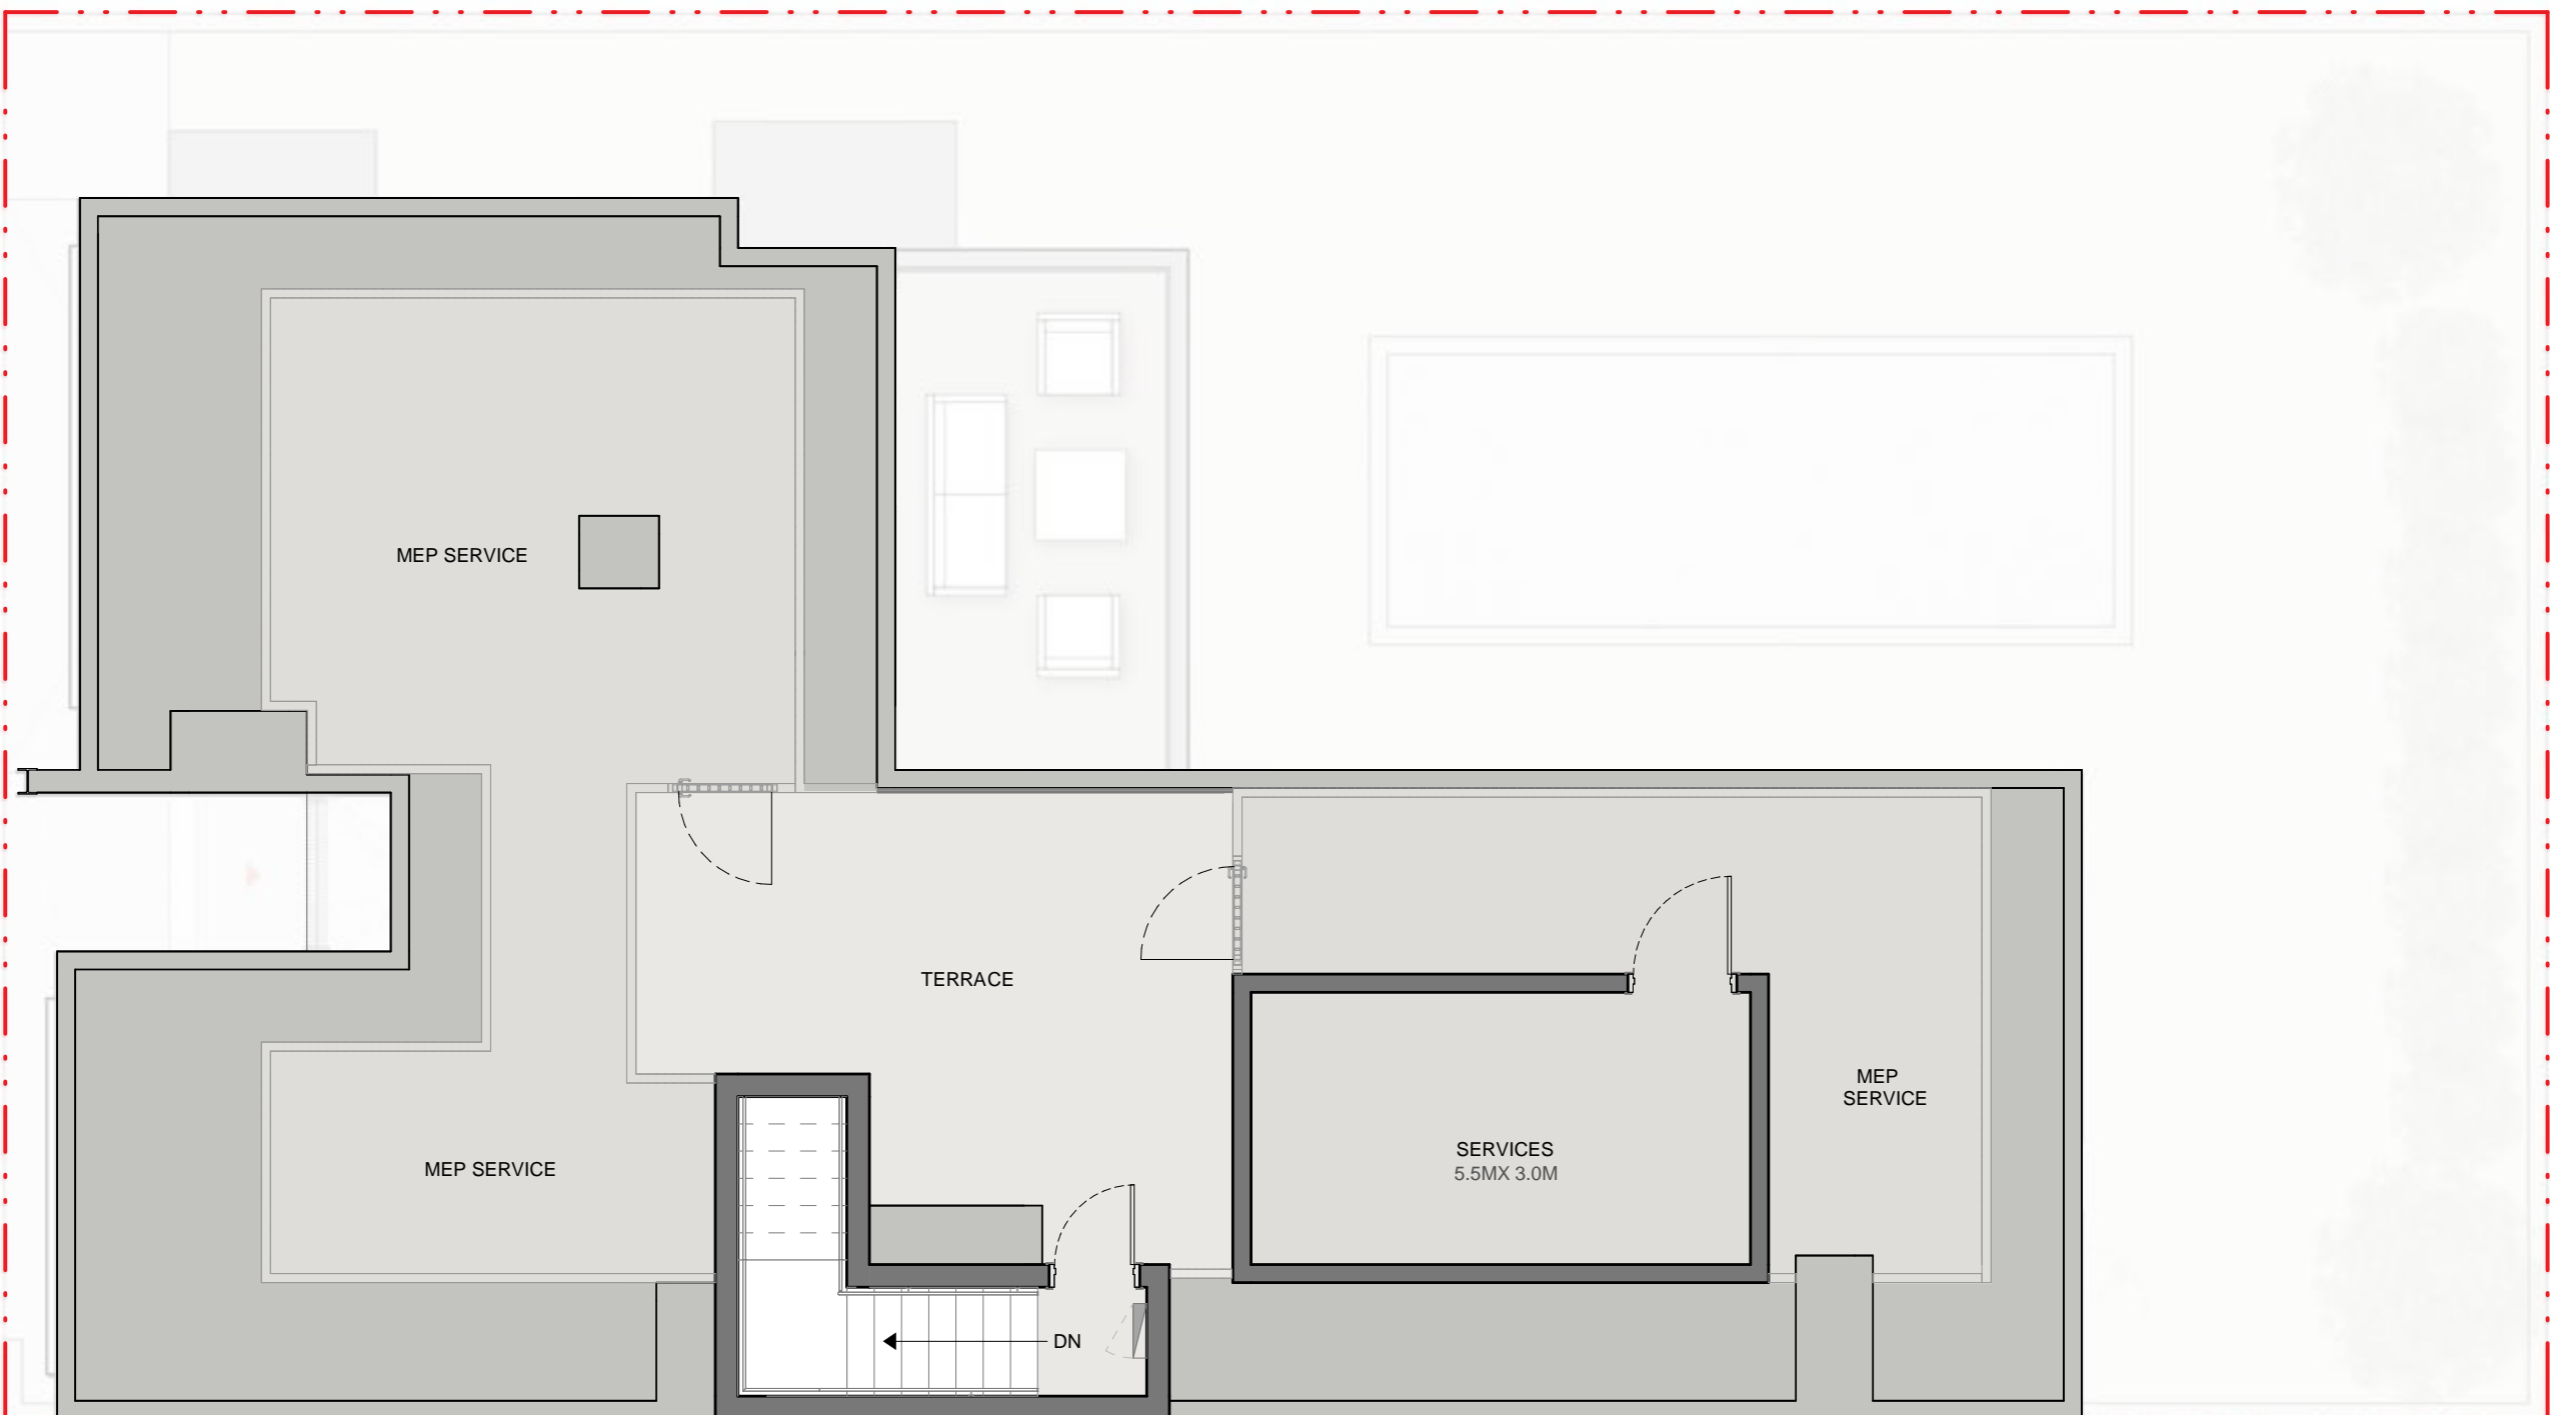 MEP SERVICE
TERRACE
MEP
SERVICE
SERVICES
5.5MX 3.0M
MEP SERVICE
DN